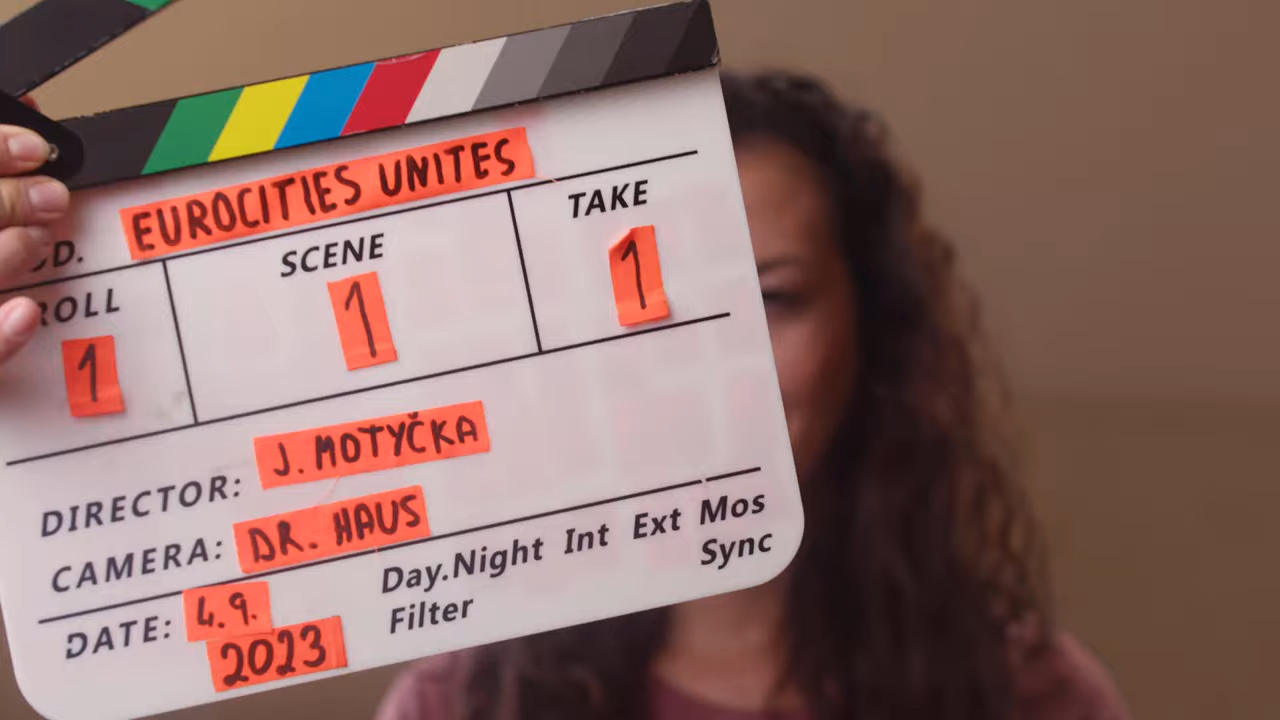 EUROCITIES UNITES
CD.
ROLL SCENE TAKE
1 1 1
DIRECTOR: J. MOTYČKA
CAMERA: DR. HAUS
DATE: 4.9.
2023
Day.Night Int Ext Mos
Filter Sync